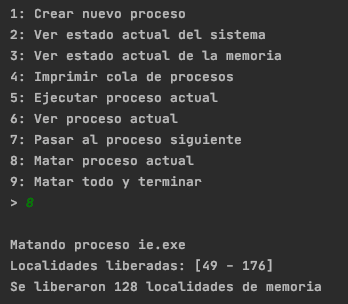 1: Crear nuevo proceso
2: Ver estado actual del sistema
3: Ver estado actual de la memoria
4: Imprimir cola de procesos
5: Ejecutar proceso actual
6: Ver proceso actual
7: Pasar al proceso siguiente
8: Matar proceso actual
9: Matar todo y terminar
> 8
Matando proceso ie.exe
Localidades liberadas: [49 - 176]
Se liberaron 128 localidades de memoria